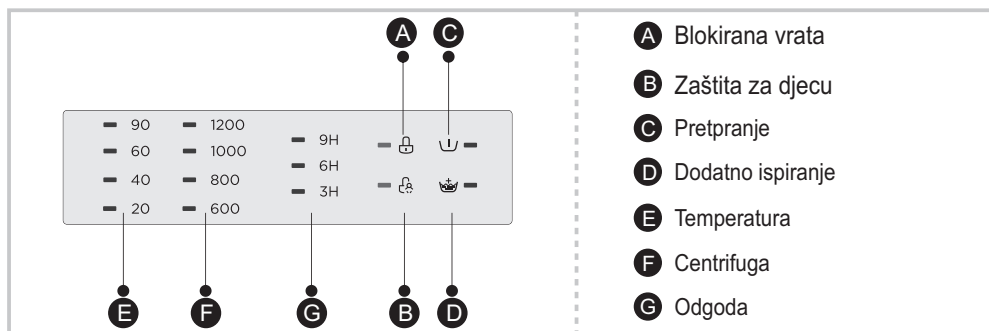 A C
90 1200
60 1000
40 800
20 600
9H
6H
3H
E F G B D
A Blokirana vrata
B Zaštita za djecu
C Pretpranje
D Dodatno ispiranje
E Temperatura
F Centrifuga
G Odgoda